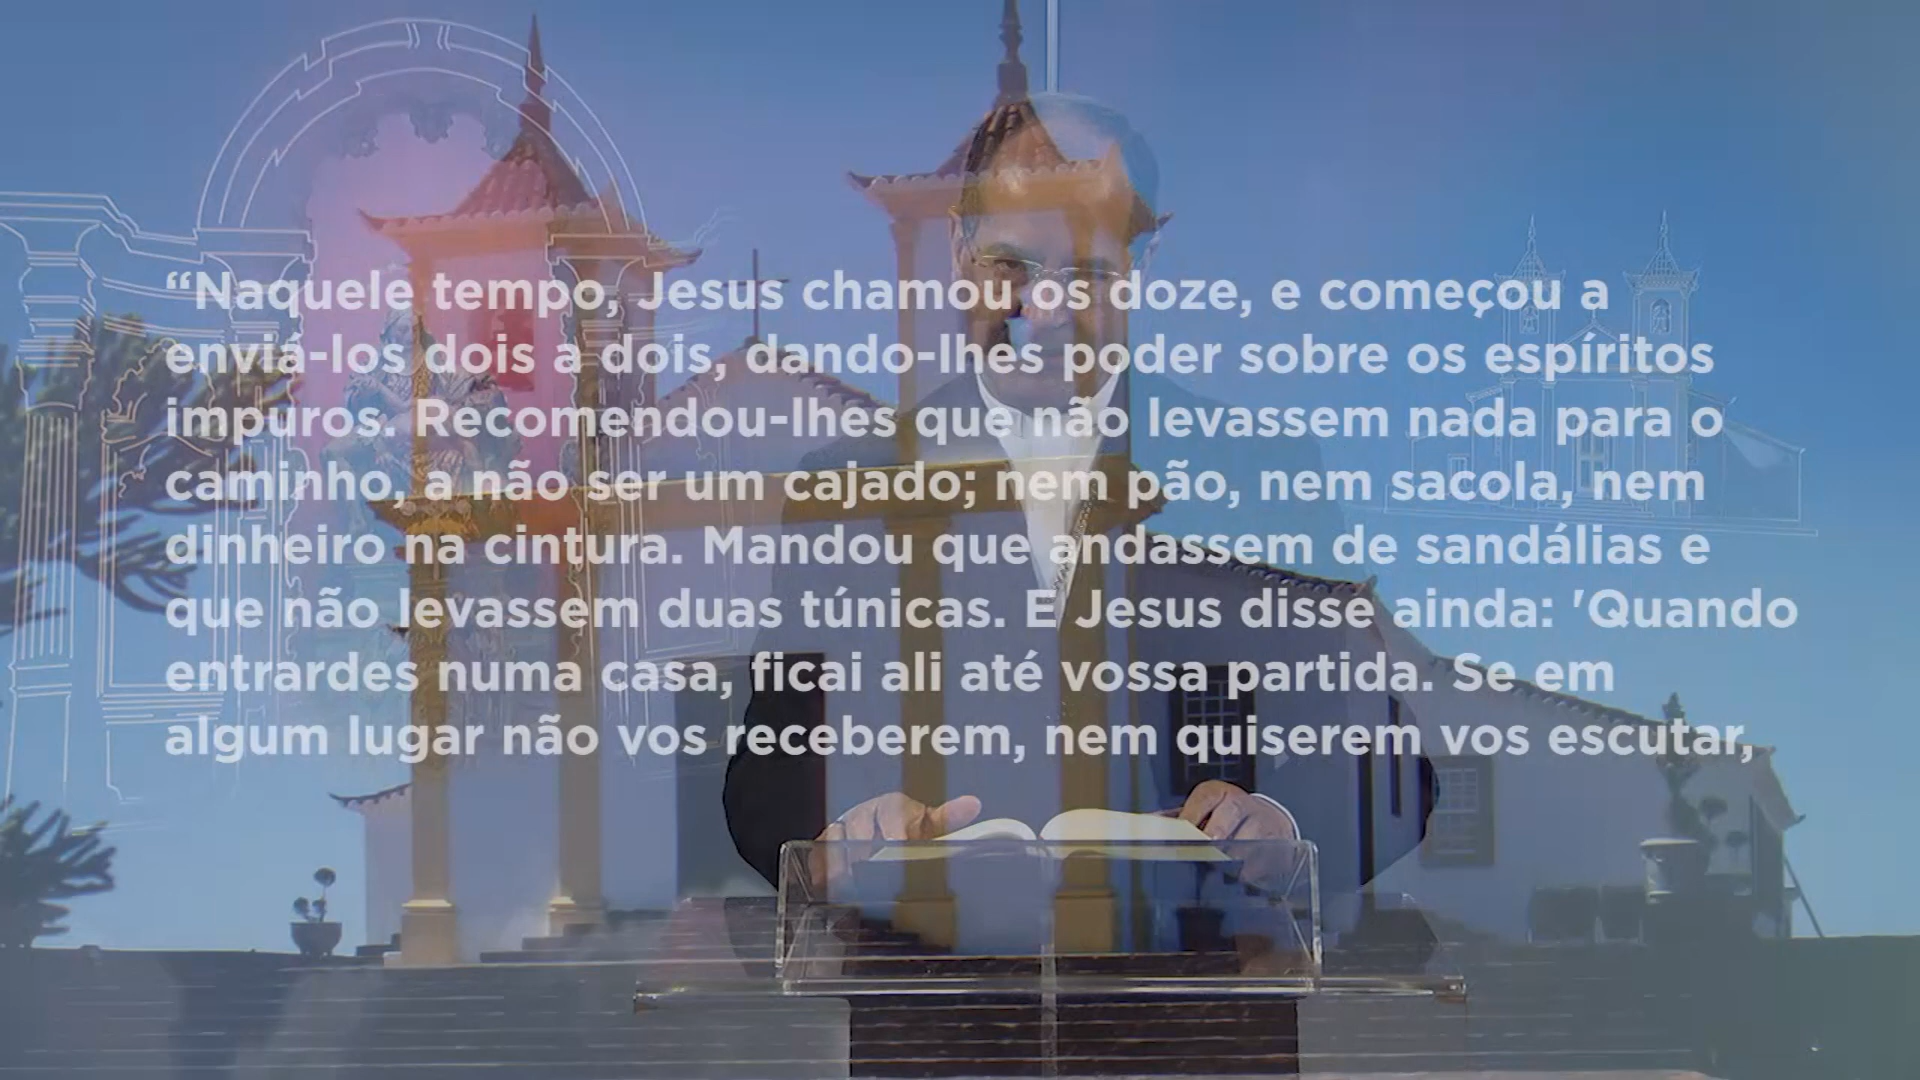 “Naquele tempo, Jesus chamou os doze, e começou a
enviá-los dois a dois, dando-lhes poder sobre os espíritos
impuros. Recomendou-lhes que não levassem nada para o
caminho, a não ser um cajado; nem pão, nem sacola, nem
dinheiro na cintura. Mandou que andassem de sandálias e
que não levassem duas túnicas. E Jesus disse ainda: 'Quando
entrardes numa casa, ficai ali até vossa partida. Se em
algum lugar não vos receberem, nem quiserem vos escutar,